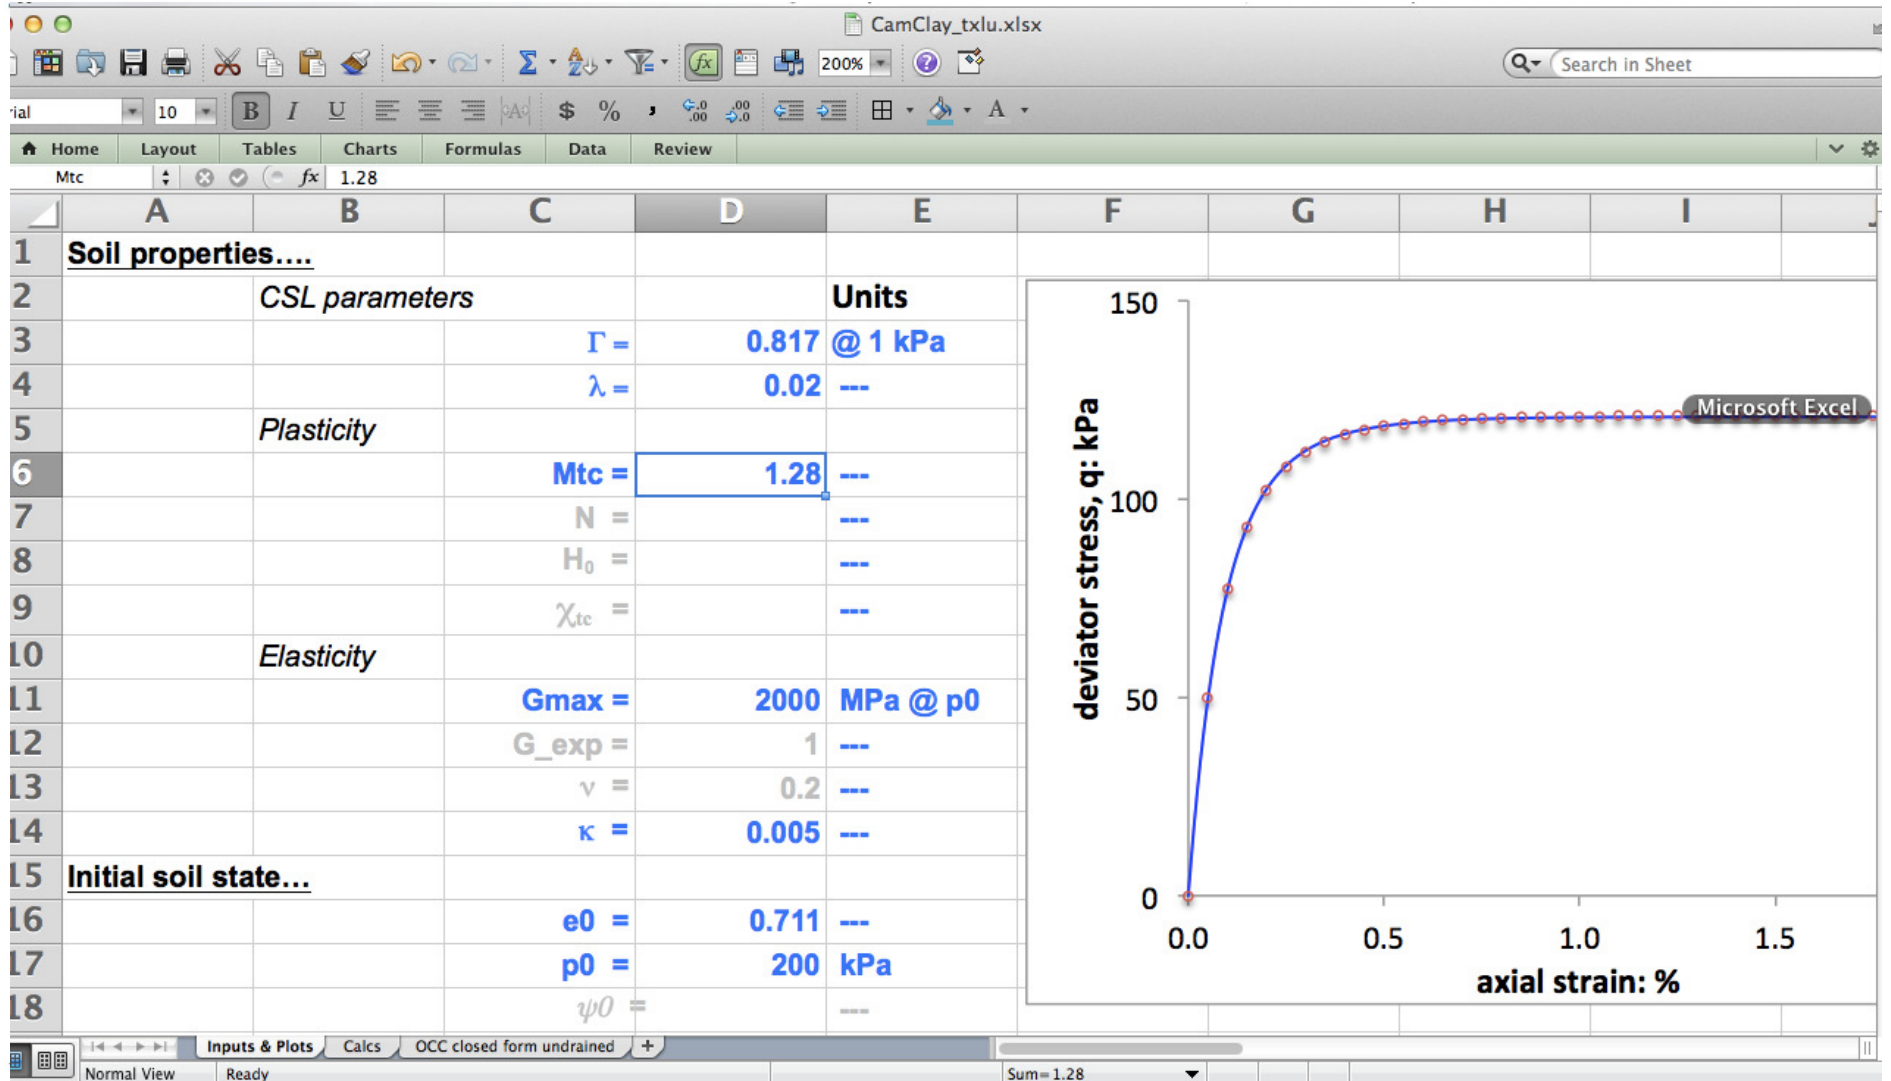 CamClay_txlu.xlsx
200%
Search in Sheet
10 B I U $ %
Home Layout Tables Charts Formulas Data Review
Mtc fx 1.28
A B C D E F G H I
1 Soil properties....
2 CSL parameters Units
3 Γ = 0.817 @ 1 kPa
4 λ = 0.02 ---
5 Plasticity
6 Mtc = 1.28 ---
7 N = ---
8 H₀ = ---
9 χtc = ---
10 Elasticity
11 Gmax = 2000 MPa @ p0
12 G_exp = 1 ---
13 ν = 0.2 ---
14 κ = 0.005 ---
15 Initial soil state...
16 e0 = 0.711 ---
17 p0 = 200 kPa
18 ψ0 = ---
150
100
50
0
deviator stress, q: kPa
Microsoft Excel
0.0 0.5 1.0 1.5
axial strain: %
Inputs & Plots Calcs OCC closed form undrained +
Normal View Ready Sum=1.28